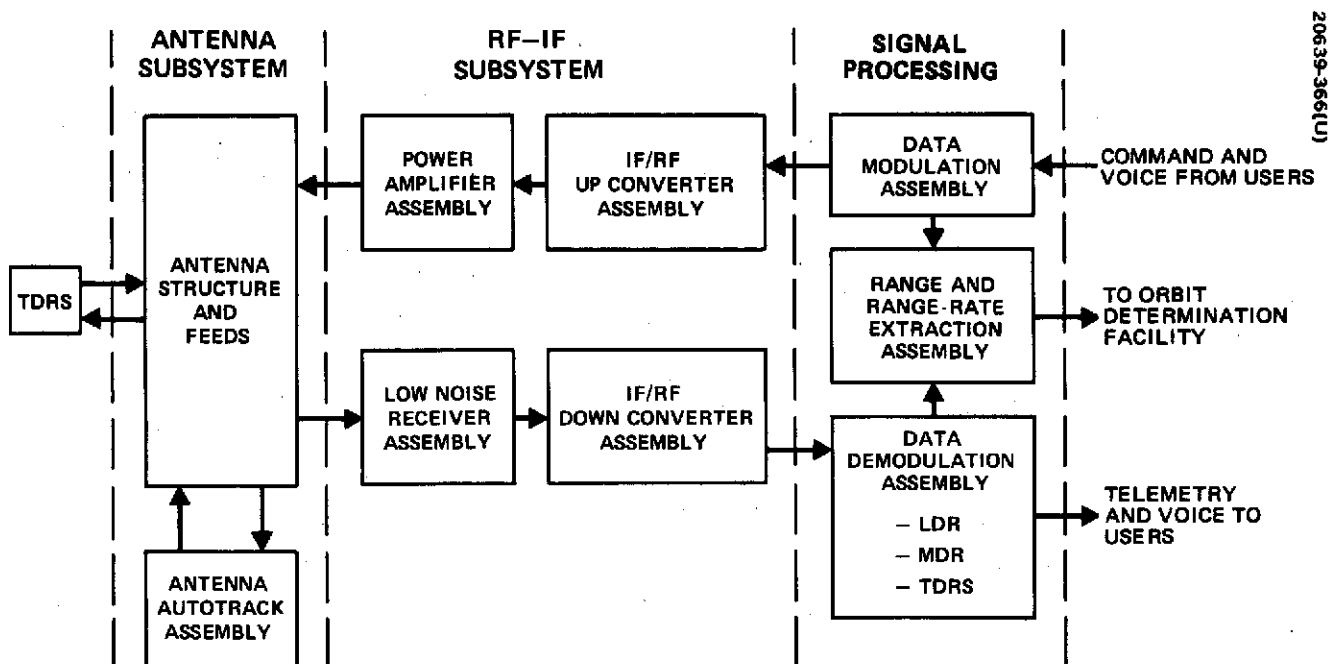 20639-366(U)
ANTENNA
SUBSYSTEM
RF–IF
SUBSYSTEM
SIGNAL
PROCESSING
POWER
AMPLIFIER
ASSEMBLY
IF/RF
UP CONVERTER
ASSEMBLY
DATA
MODULATION
ASSEMBLY
COMMAND AND
VOICE FROM USERS
TDRS
ANTENNA
STRUCTURE
AND
FEEDS
RANGE AND
RANGE-RATE
EXTRACTION
ASSEMBLY
TO ORBIT
DETERMINATION
FACILITY
LOW NOISE
RECEIVER
ASSEMBLY
IF/RF
DOWN CONVERTER
ASSEMBLY
DATA
DEMODULATION
ASSEMBLY
– LDR
– MDR
– TDRS
TELEMETRY
AND VOICE TO
USERS
ANTENNA
AUTOTRACK
ASSEMBLY